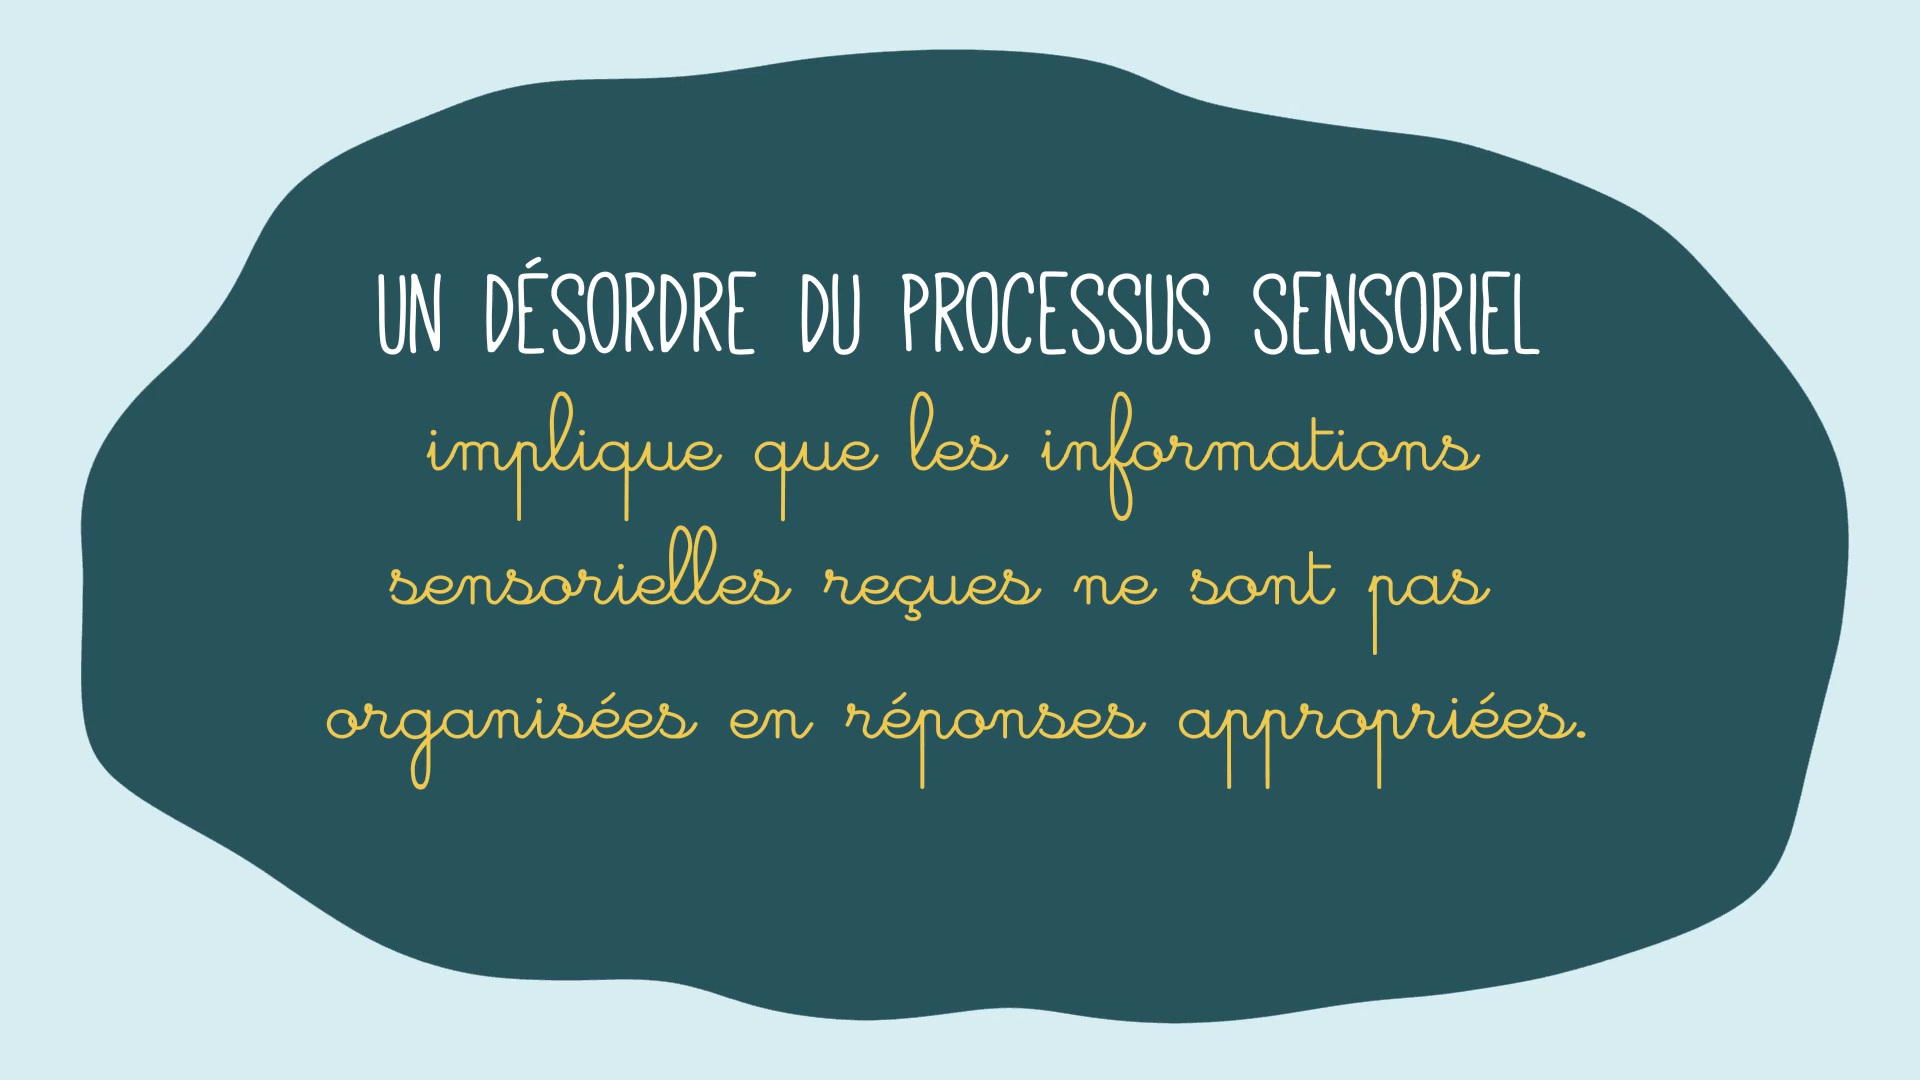 UN DÉSORDRE DU PROCESSUS SENSORIEL
implique que les informations
sensorielles reçues ne sont pas
organisées en réponses appropriées.